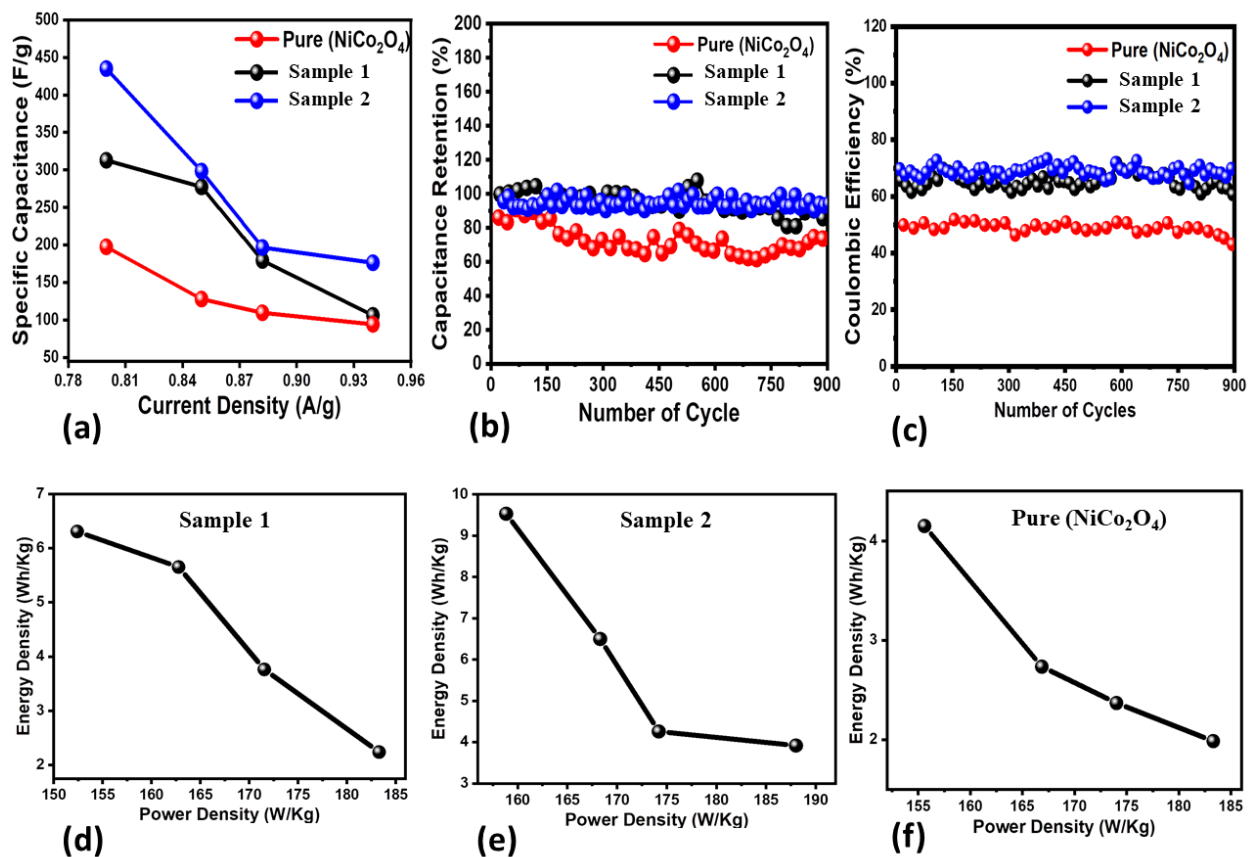 Specific Capacitance (F/g)
500
450
400
350
300
250
200
150
100
50
Pure (NiCo₂O₄)
Sample 1
Sample 2
0.78 0.81 0.84 0.87 0.90 0.93 0.96
Current Density (A/g)
(a)
Capacitance Retention (%)
200
180
160
140
120
100
80
60
40
20
0
Pure (NiCo₂O₄)
Sample 1
Sample 2
0 150 300 450 600 750 900
Number of Cycle
(b)
Coulombic Efficiency (%)
120
100
80
60
40
20
0
Pure (NiCo₂O₄)
Sample 1
Sample 2
0 150 300 450 600 750 900
Number of Cycles
(c)
Energy Density (Wh/Kg)
7
6
5
4
3
2
Sample 1
150 155 160 165 170 175 180 185
Power Density (W/Kg)
(d)
Energy Density (Wh/Kg)
10
9
8
7
6
5
4
3
Sample 2
160 165 170 175 180 185 190
Power Density (W/Kg)
(e)
Energy Density (Wh/Kg)
4
3
2
Pure (NiCo₂O₄)
155 160 165 170 175 180 185
Power Density (W/Kg)
(f)